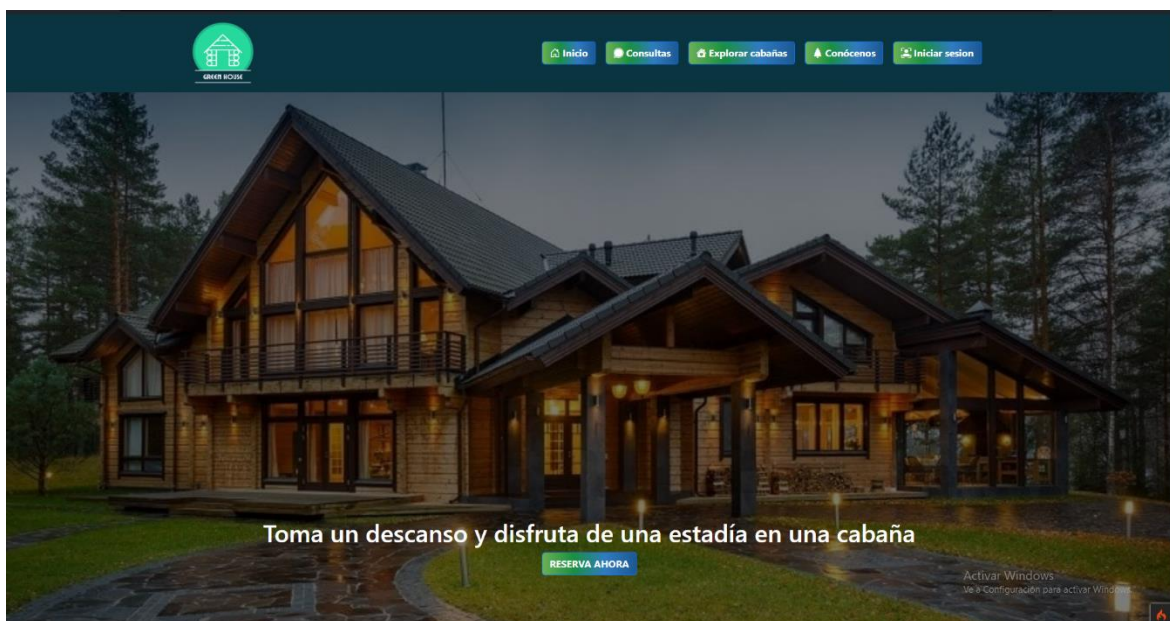 GREEN HOUSE
Inicio
Consultas
Explorar cabañas
Conócenos
Iniciar sesion
Toma un descanso y disfruta de una estadía en una cabaña
RESERVA AHORA
Activar Windows
Ve a Configuración para activar Windows.